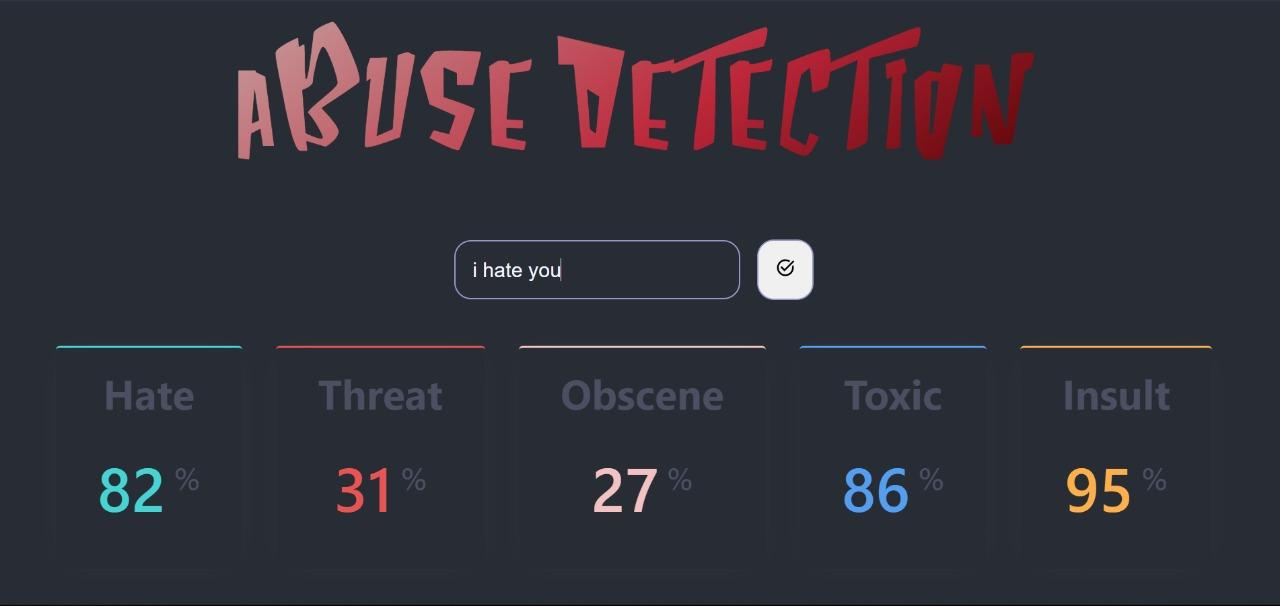 ABUSE DETECTION
i hate you
Hate Threat Obscene Toxic Insult
82 % 31 % 27 % 86 % 95 %